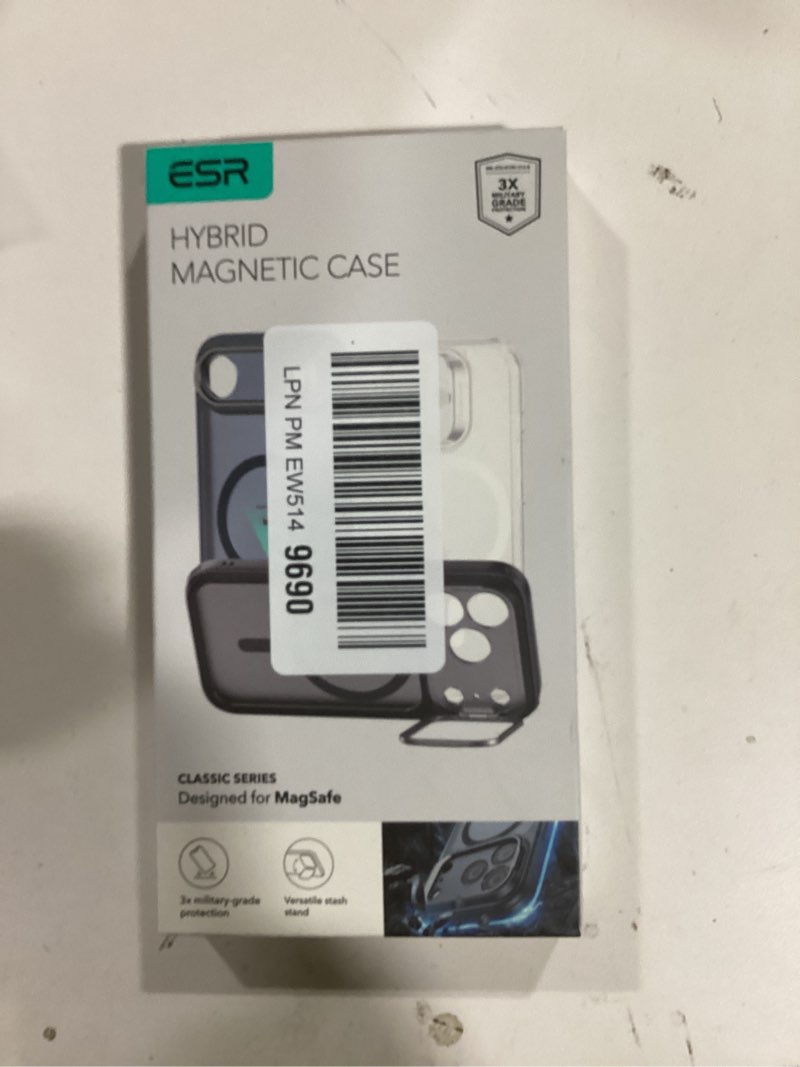 ESR
3X
MILITARY
GRADE
PROTECTION
HYBRID
MAGNETIC CASE
LPN PM EW514 9690
CLASSIC SERIES
Designed for MagSafe
3x military-grade
protection
Versatile stash
stand